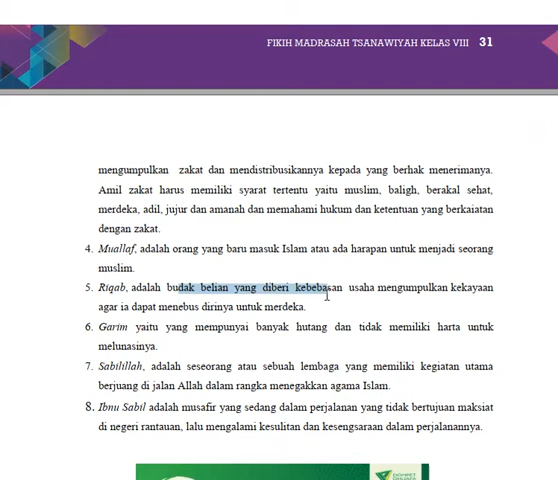 FIKIH MADRASAH TSANAWIYAH KELAS VIII 31
mengumpulkan zakat dan mendistribusikannya kepada yang berhak menerimanya.
Amil zakat harus memiliki syarat tertentu yaitu muslim, baligh, berakal sehat,
merdeka, adil, jujur dan amanah dan memahami hukum dan ketentuan yang berkaiatan
dengan zakat.
4. Muallaf, adalah orang yang baru masuk Islam atau ada harapan untuk menjadi seorang
muslim.
5. Riqab, adalah budak belian yang diberi kebebasan usaha mengumpulkan kekayaan
agar ia dapat menebus dirinya untuk merdeka.
6. Garim yaitu yang mempunyai banyak hutang dan tidak memiliki harta untuk
melunasinya.
7. Sabilillah, adalah seseorang atau sebuah lembaga yang memiliki kegiatan utama
berjuang di jalan Allah dalam rangka menegakkan agama Islam.
8. Ibnu Sabil adalah musafir yang sedang dalam perjalanan yang tidak bertujuan maksiat
di negeri rantauan, lalu mengalami kesulitan dan kesengsaraan dalam perjalanannya.
DOMPET
DHUAFA